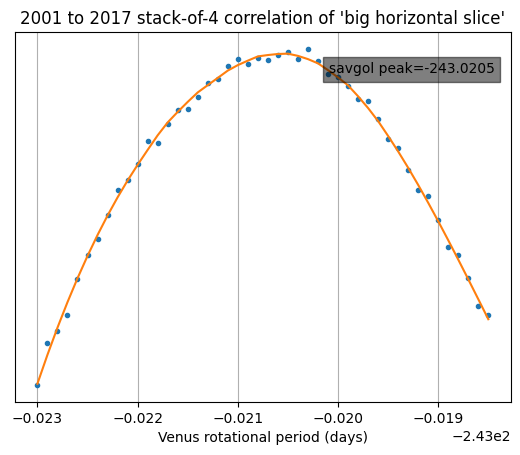 2001 to 2017 stack-of-4 correlation of 'big horizontal slice'
savgol peak=-243.0205
−0.023 −0.022 −0.021 −0.020 −0.019
Venus rotational period (days)
−2.43e2